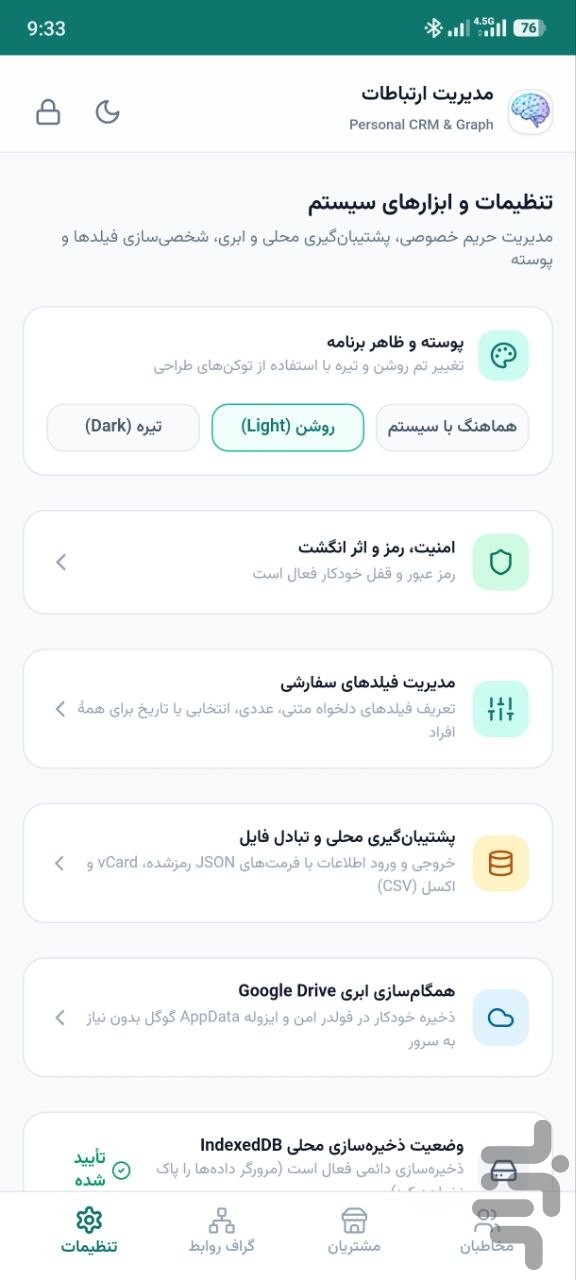 9:33
4.5G
76
مدیریت ارتباطات
Personal CRM & Graph
تنظیمات و ابزارهای سیستم
مدیریت حریم خصوصی، پشتیبان‌گیری محلی و ابری، شخصی‌سازی فیلدها و
پوسته
پوسته و ظاهر برنامه
تغییر تم روشن و تیره با استفاده از توکن‌های طراحی
هماهنگ با سیستم
روشن (Light)
تیره (Dark)
امنیت، رمز و اثر انگشت
رمز عبور و قفل خودکار فعال است
مدیریت فیلدهای سفارشی
تعریف فیلدهای دلخواه متنی، عددی، انتخابی یا تاریخ برای همهٔ
افراد
پشتیبان‌گیری محلی و تبادل فایل
خروجی و ورود اطلاعات با فرمت‌های JSON رمزشده، vCard و
اکسل (CSV)
همگام‌سازی ابری Google Drive
ذخیره خودکار در فولدر امن و ایزوله AppData گوگل بدون نیاز
به سرور
وضعیت ذخیره‌سازی محلی IndexedDB
ذخیره‌سازی دائمی فعال است (مرورگر داده‌ها را پاک
تأیید
شده
مخاطبان
مشتریان
گراف روابط
تنظیمات